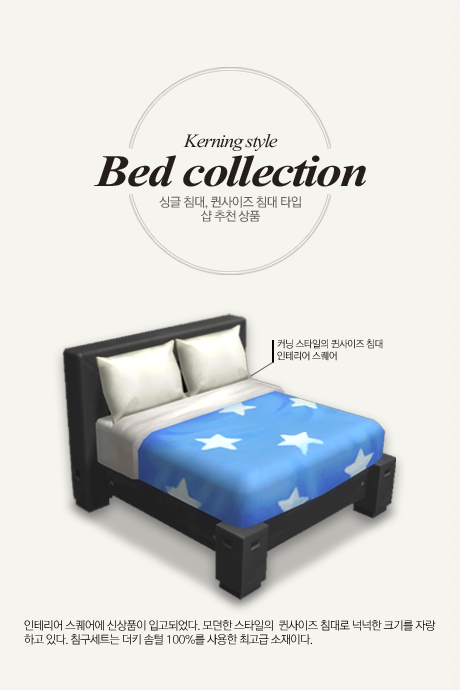 Kerning style
Bed collection
싱글 침대, 퀸사이즈 침대 타입
샵 추천 상품
커닝 스타일의 퀸사이즈 침대
인테리어 스퀘어
인테리어 스퀘어에 신상품이 입고되었다. 모던한 스타일의 퀸사이즈 침대로 넉넉한 크기를 자랑
하고 있다. 침구세트는 더키 솜털 100%를 사용한 최고급 소재이다.